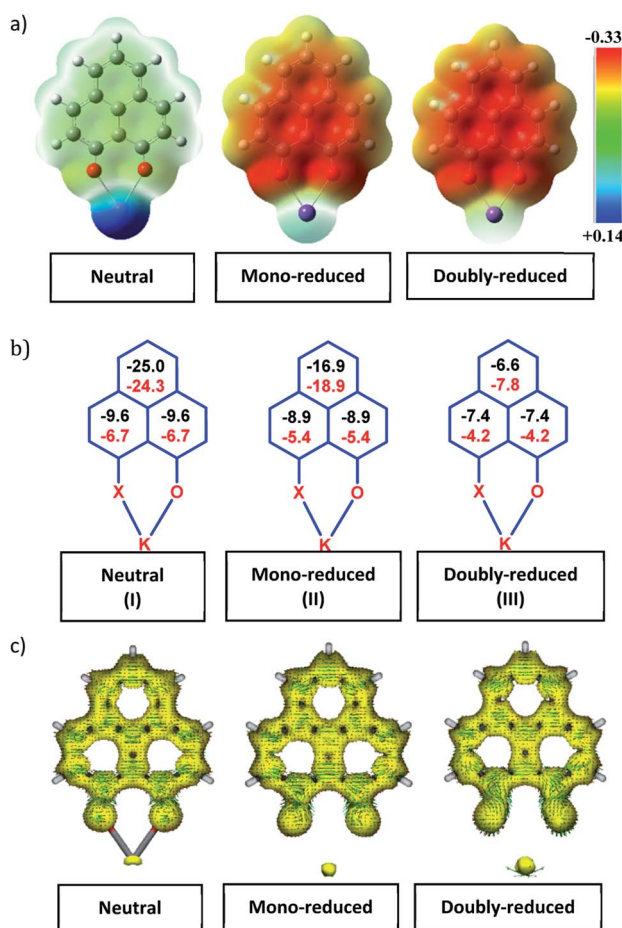 a)
-0.33
+0.14
Neutral
Mono-reduced
Doubly-reduced
b)
-25.0
-24.3
-9.6
-9.6
-6.7
-6.7
X
O
K
Neutral
(I)
-16.9
-18.9
-8.9
-8.9
-5.4
-5.4
X
O
K
Mono-reduced
(II)
-6.6
-7.8
-7.4
-7.4
-4.2
-4.2
X
O
K
Doubly-reduced
(III)
c)
Neutral
Mono-reduced
Doubly-reduced